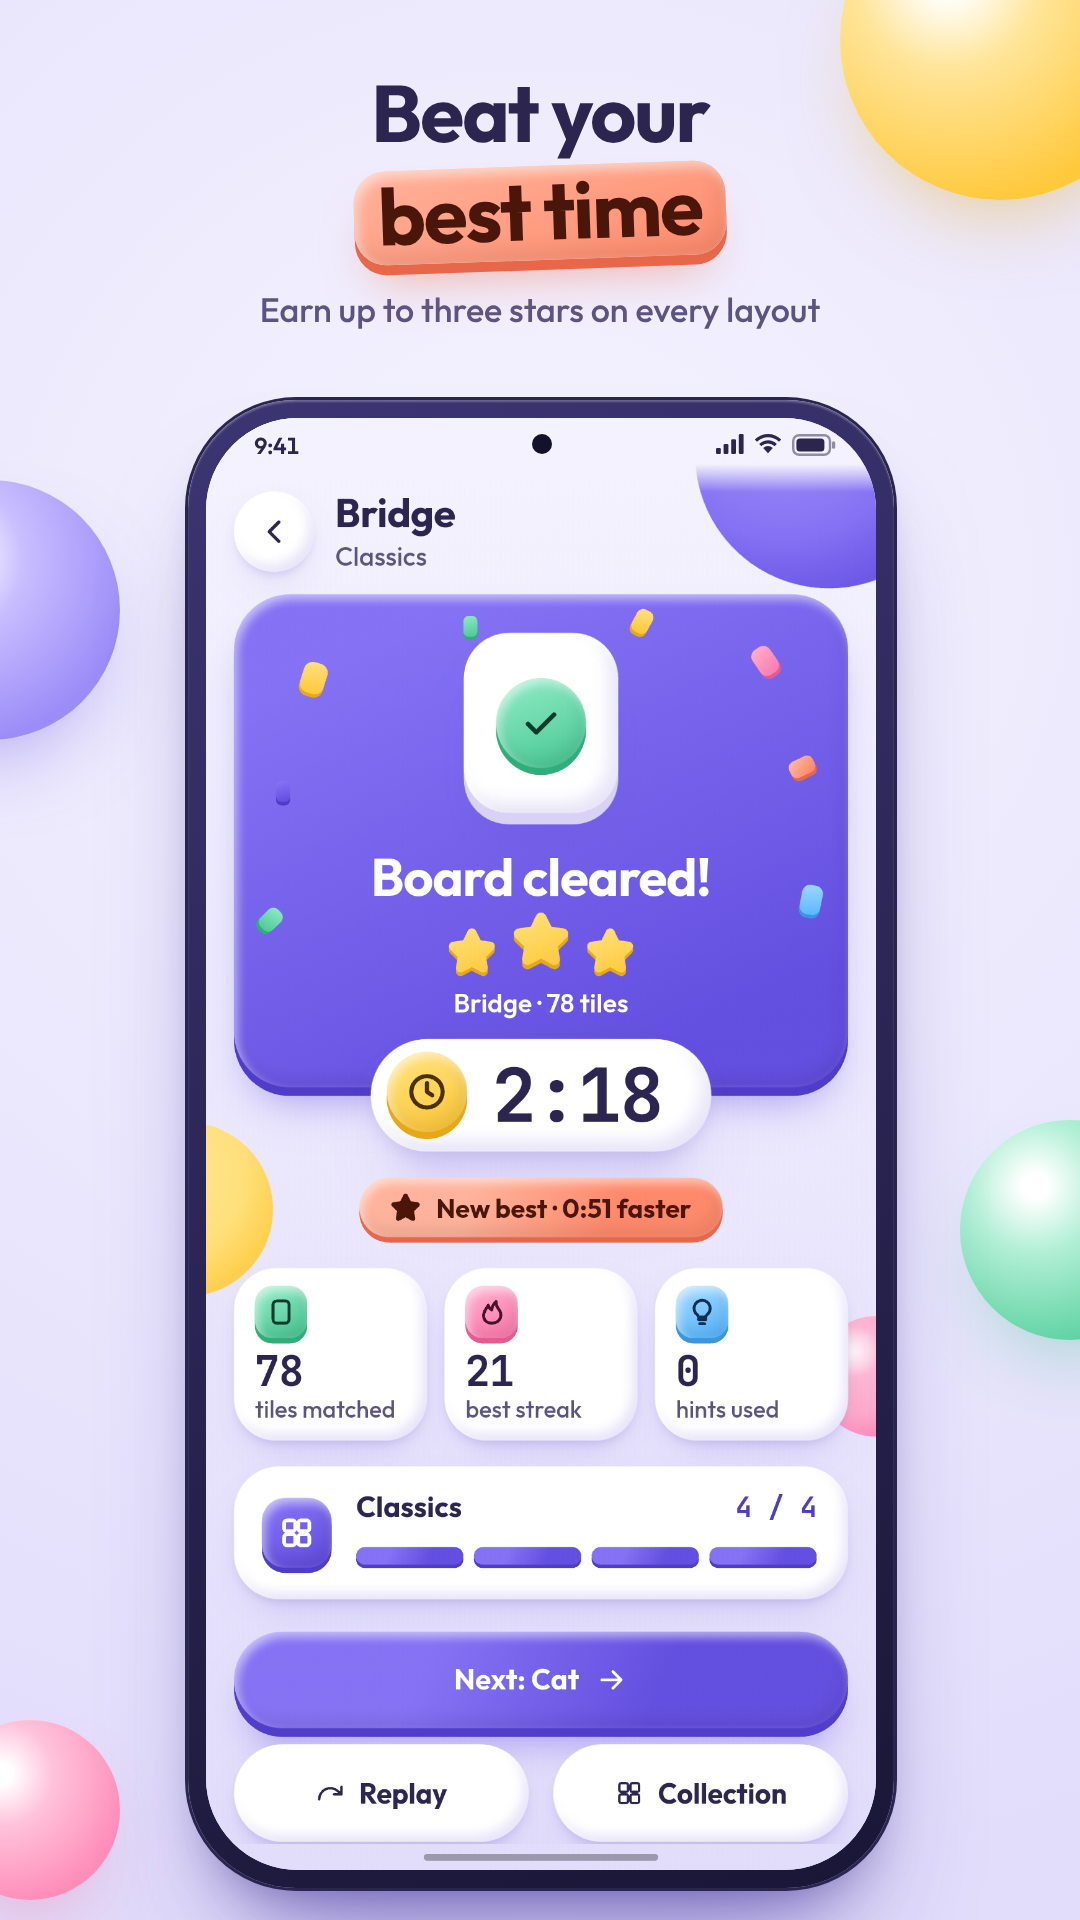 Beat your
best time
Earn up to three stars on every layout
9:41
Bridge
Classics
Board cleared!
Bridge · 78 tiles
2:18
New best · 0:51 faster
78
tiles matched
21
best streak
0
hints used
Classics
4 / 4
Next: Cat
Replay
Collection